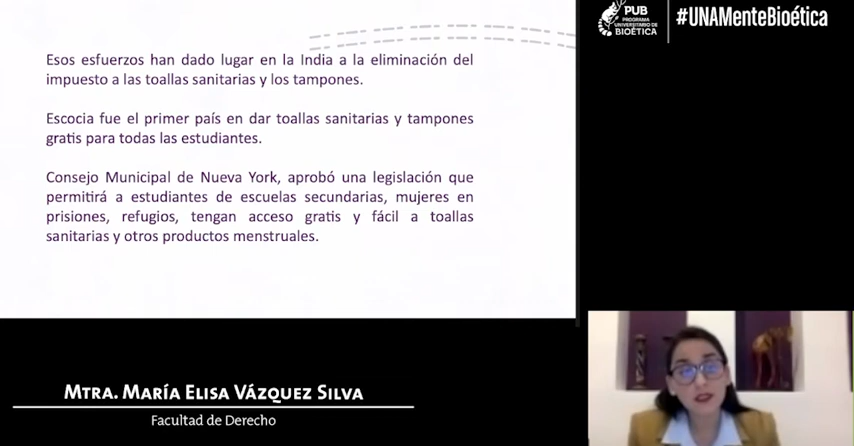 PUB
PROGRAMA
UNIVERSITARIO DE
BIOÉTICA
#UNAMenteBioética
Esos esfuerzos han dado lugar en la India a la eliminación del
impuesto a las toallas sanitarias y los tampones.
Escocia fue el primer país en dar toallas sanitarias y tampones
gratis para todas las estudiantes.
Consejo Municipal de Nueva York, aprobó una legislación que
permitirá a estudiantes de escuelas secundarias, mujeres en
prisiones, refugios, tengan acceso gratis y fácil a toallas
sanitarias y otros productos menstruales.
Mtra. María Elisa Vázquez Silva
Facultad de Derecho